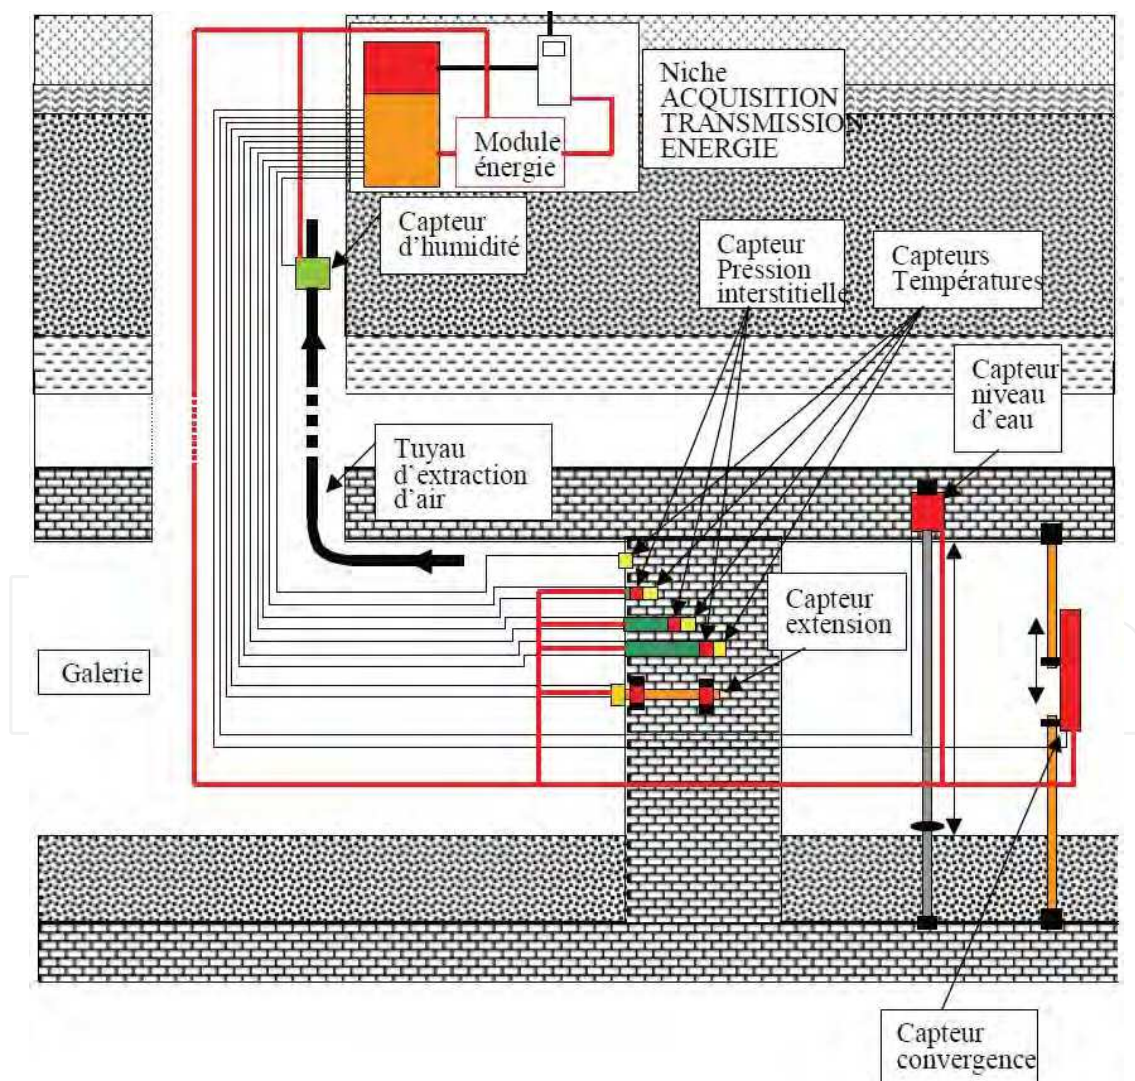 Niche
ACQUISITION
TRANSMISSION
ENERGIE
Module
énergie
Capteur
d'humidité
Capteur
Pression
interstitielle
Capteurs
Températures
Capteur
niveau
d'eau
Tuyau
d'extraction
d'air
Capteur
extension
Galerie
Capteur
convergence